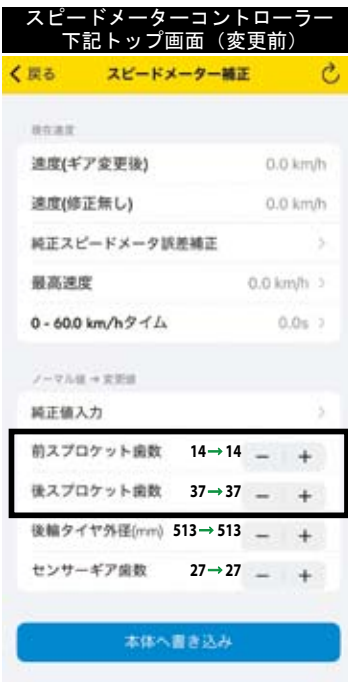 スピードメーターコントローラー
下記トップ画面（変更前）
戻る スピードメーター補正
現在速度
速度(ギア変更後) 0.0 km/h
速度(修正無し) 0.0 km/h
純正スピードメータ誤差補正
最高速度 0.0 km/h
0 - 60.0 km/hタイム 0.0s
ノーマル値 → 変更値
純正値入力
前スプロケット歯数 14→14 − +
後スプロケット歯数 37→37 − +
後輪タイヤ外径(mm) 513→513 − +
センサーギア歯数 27→27 − +
本体へ書き込み